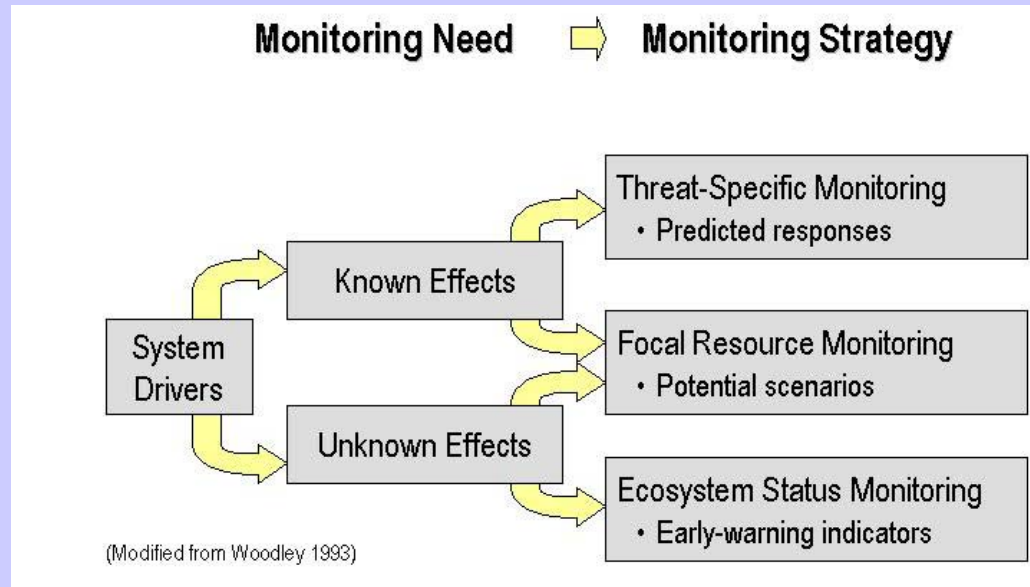 Monitoring Need Monitoring Strategy
Threat-Specific Monitoring
• Predicted responses
Known Effects
System
Drivers
Focal Resource Monitoring
• Potential scenarios
Unknown Effects
Ecosystem Status Monitoring
• Early-warning indicators
(Modified from Woodley 1993)